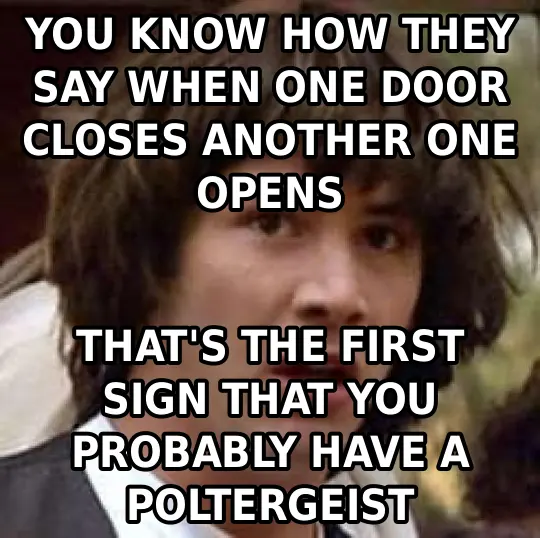 YOU KNOW HOW THEY
SAY WHEN ONE DOOR
CLOSES ANOTHER ONE
OPENS
THAT'S THE FIRST
SIGN THAT YOU
PROBABLY HAVE A
POLTERGEIST